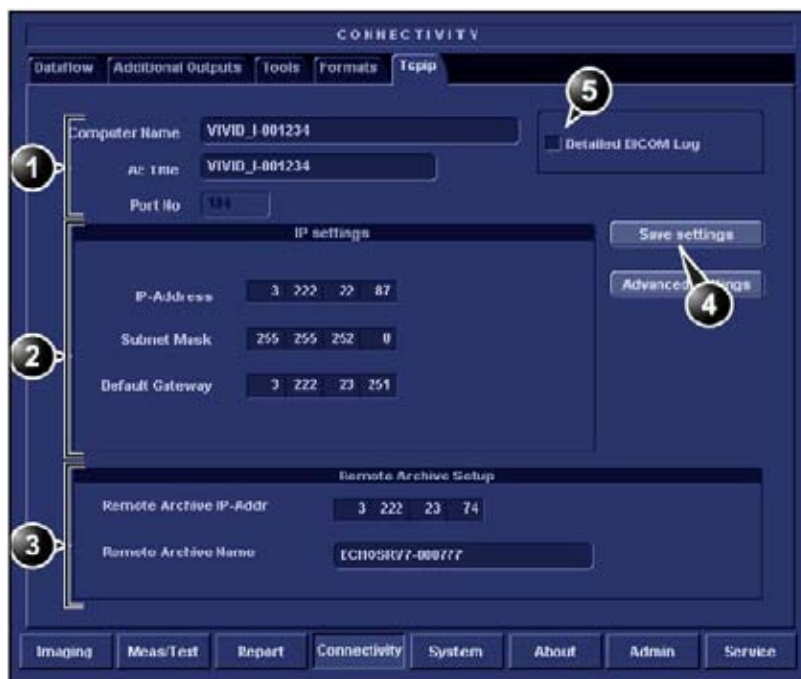 CONNECTIVITY
Dataflow Additional Outputs Tools Formats Tcpip
5
Computer Name VIVID_I-001234
Detailed DICOM Log
1
AE Title VIVID_I-001234
Port No 104
IP settings
Save settings
IP-Address 3 222 22 87
Advanced
4
2
Subnet Mask 255 255 252 0
Default Gateway 3 222 23 251
Remote Archive Setup
Remote Archive IP-Addr 3 222 23 74
3
Remote Archive Name ECHOSRV7-000777
Imaging Meas/Text Report Connectivity System About Admin Service